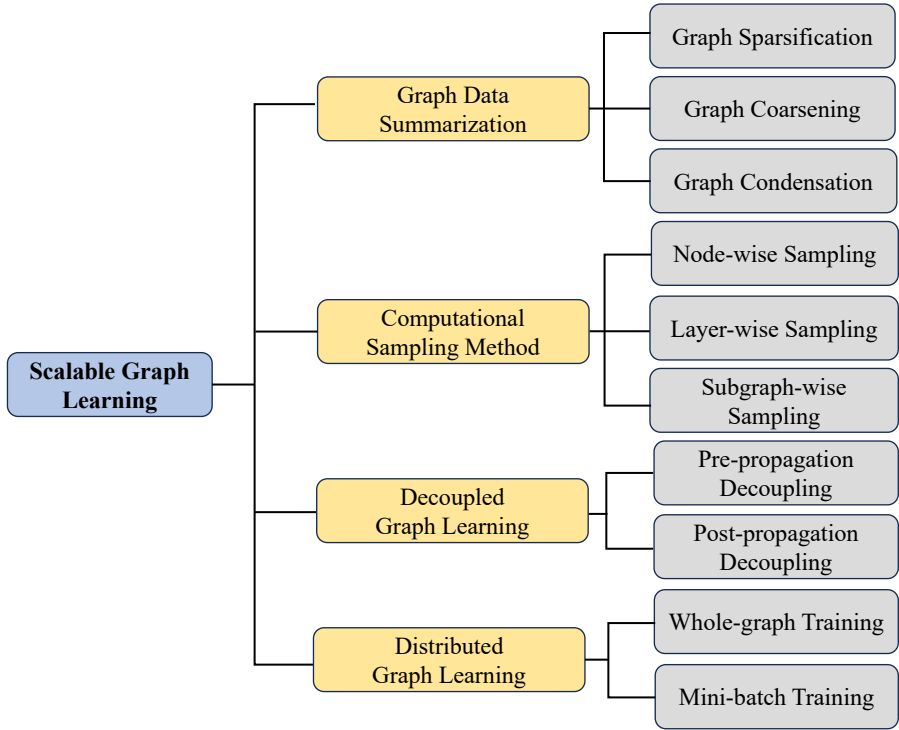 Scalable Graph
Learning
Graph Data
Summarization
Graph Sparsification
Graph Coarsening
Graph Condensation
Computational
Sampling Method
Node-wise Sampling
Layer-wise Sampling
Subgraph-wise
Sampling
Decoupled
Graph Learning
Pre-propagation
Decoupling
Post-propagation
Decoupling
Distributed
Graph Learning
Whole-graph Training
Mini-batch Training